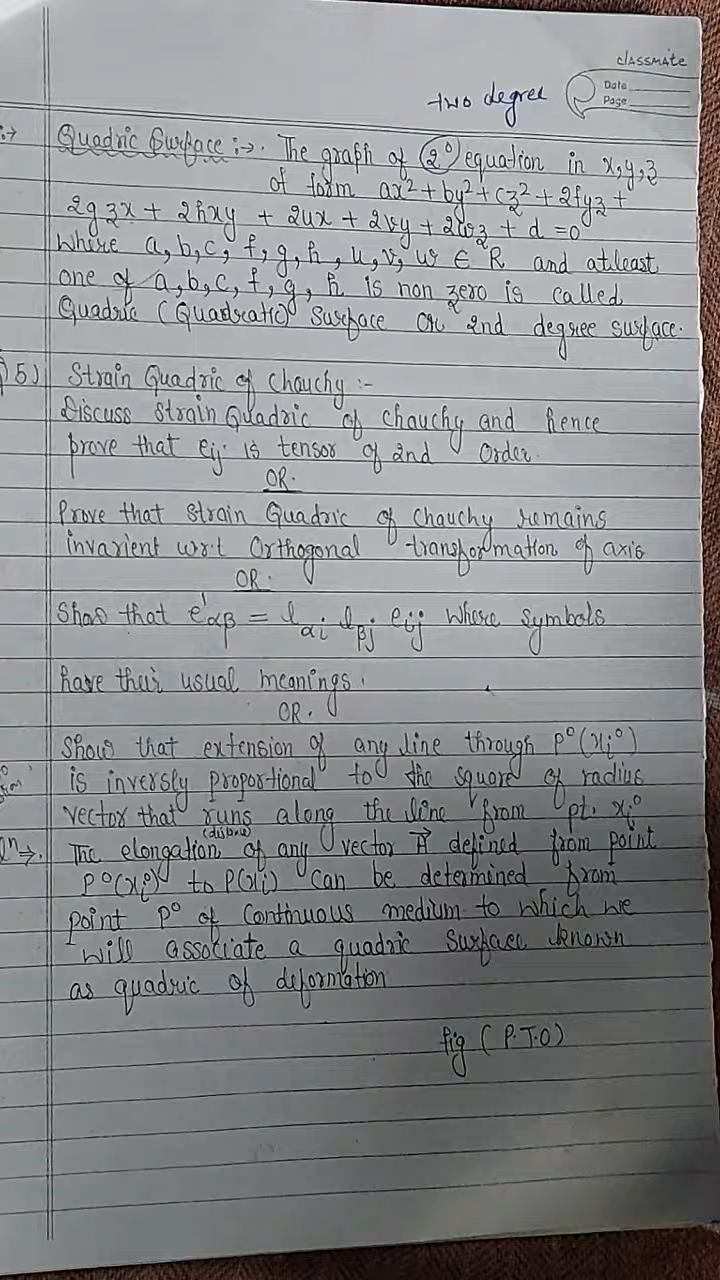 classmate
Date
Page
two degree
Quadric Surface :→. The graph of 2° equation in x,y,z
of form ax² + by² + cz² + 2fyz +
2gzx + 2hxy + 2ux + 2vy + 2wz + d = 0
Where a,b,c, f,g,h, u,v, w ∈ R and atleast
one of a,b,c,f,g,h is non zero is called
Quadric (Quadratic) Surface OR 2nd degree surface.
5) Strain Quadric of Chauchy :-
Discuss Strain Quadric of Chauchy and hence
prove that eij is tensor of 2nd Order.
OR.
Prove that Strain Quadric of Chauchy remains
invarient w.r.t Orthogonal transformation of axis
OR.
Shoo that e'αβ = lαi lβj eij Where symbols
have their usual meanings.
OR.
Show that extension of any line through P°(xi°)
is inversly proportional to the square of radius
vector that runs along the line from pt. xi°
(distance)
The elongation of any vector A⃗ defined from point
P°(xi°) to P(xi) can be determined from
point P° of Continuous medium to which we
will associate a quadric surface known
as quadric of deformation
fig (P.T.O)